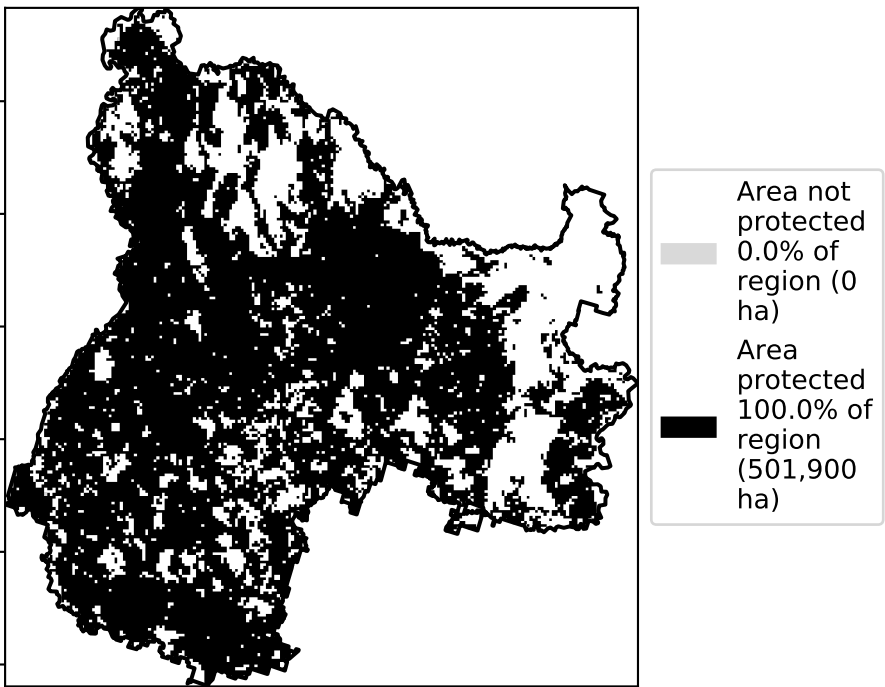 Area not
protected
0.0% of
region (0
ha)
Area
protected
100.0% of
region
(501,900
ha)